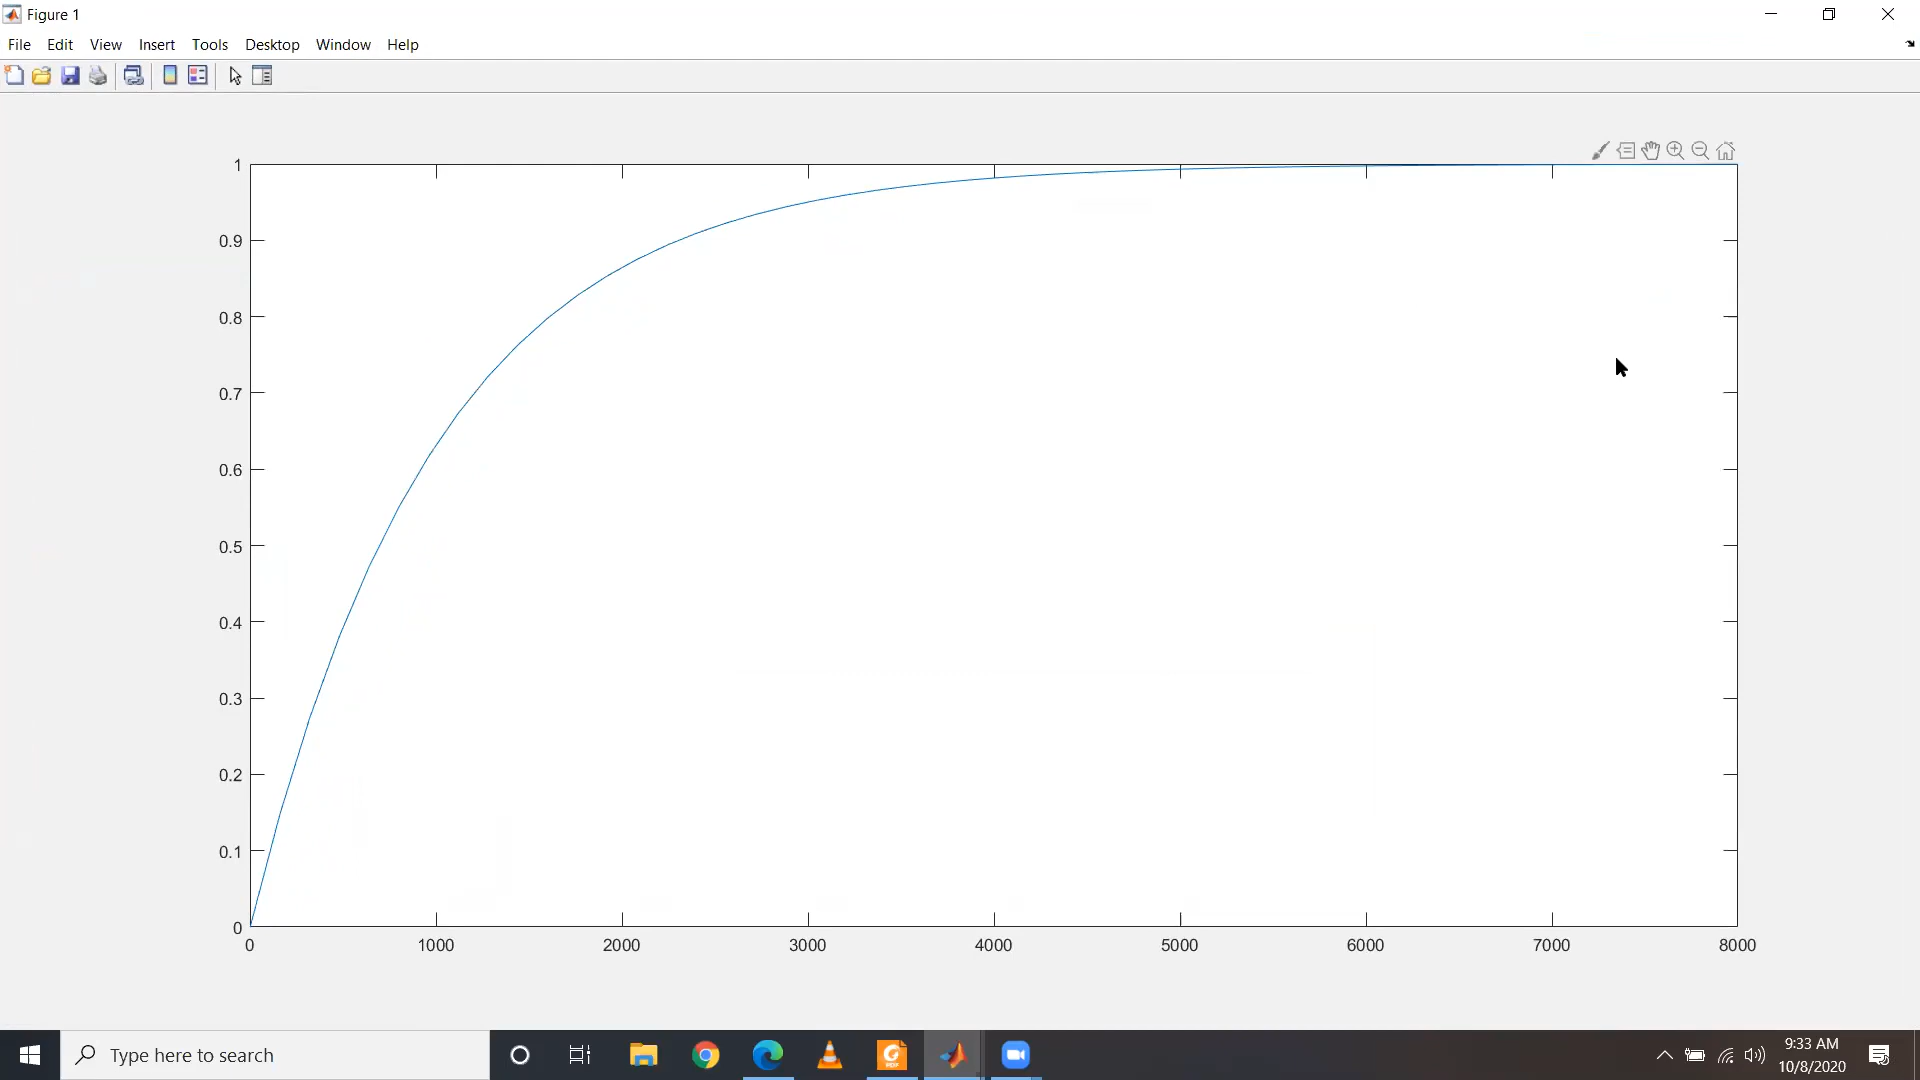 Figure 1
File Edit View Insert Tools Desktop Window Help
1
0.9
0.8
0.7
0.6
0.5
0.4
0.3
0.2
0.1
0
0 1000 2000 3000 4000 5000 6000 7000 8000
Type here to search
PDF
9:33 AM
10/8/2020